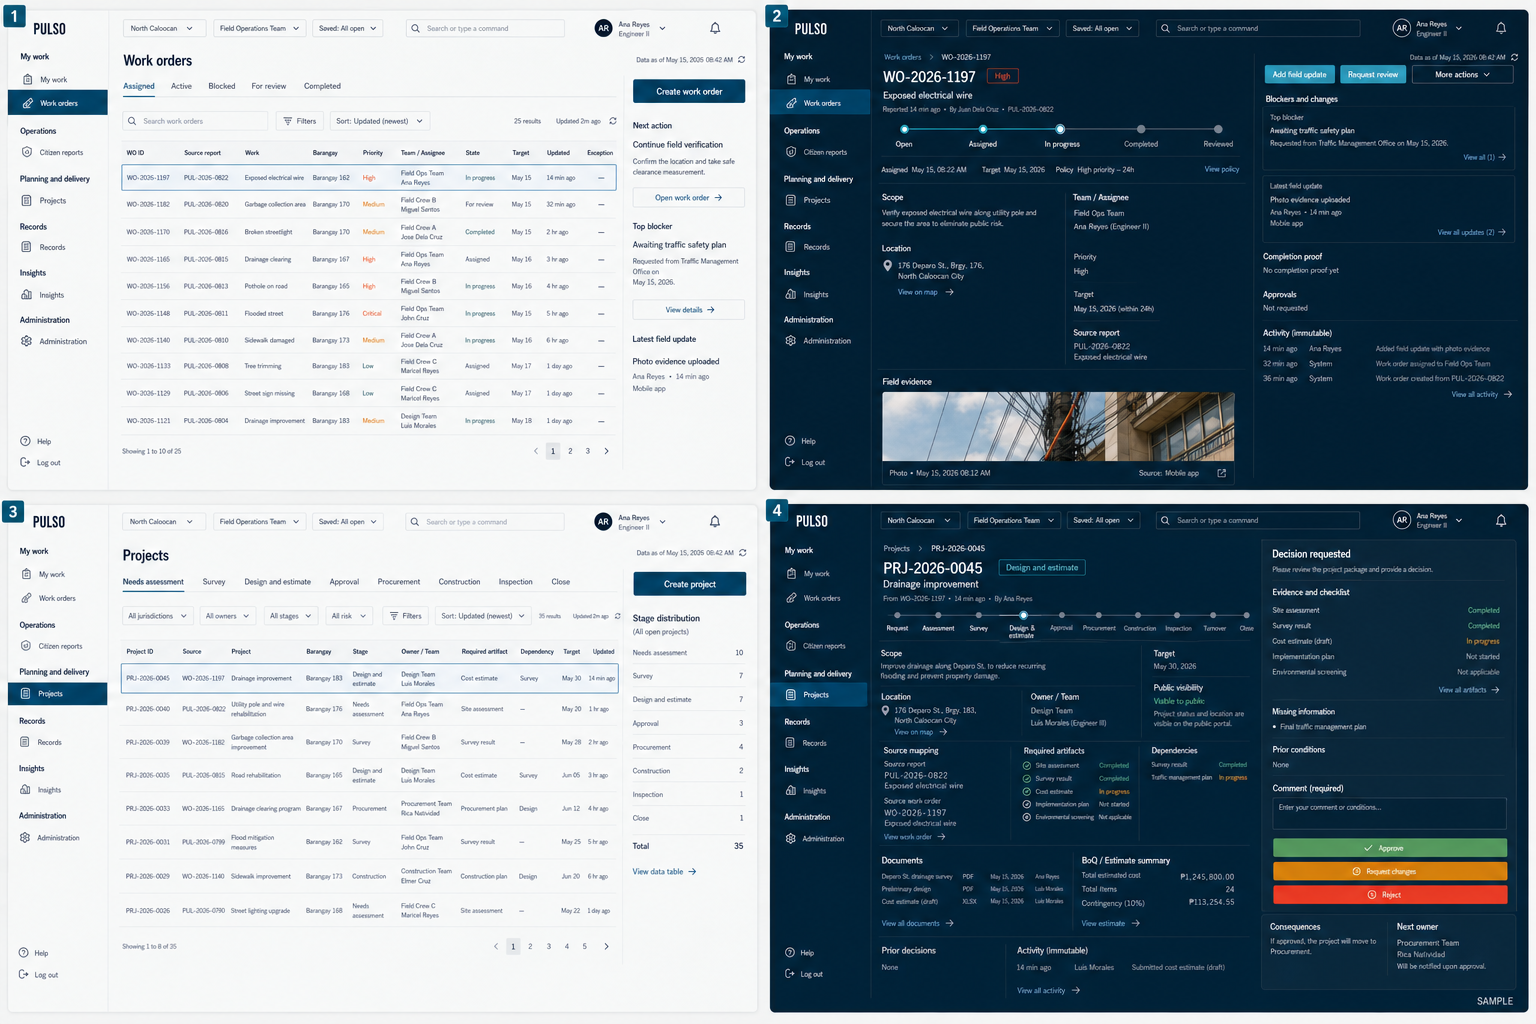 1
PULSO
North Caloocan
Field Operations Team
Saved: All open
Search or type a command
AR
Ana Reyes
Engineer II
My work
My work
Work orders
Operations
Citizen reports
Planning and delivery
Projects
Records
Records
Insights
Insights
Administration
Administration
Help
Log out
Work orders
Data as of May 15, 2025 08:42 AM
Assigned Active Blocked For review Completed
Search work orders
Filters
Sort: Updated (newest)
25 results
Updated 2m ago
WO ID Source report Work Barangay Priority Team / Assignee State Target Updated Exception
WO-2026-1197 PUL-2026-0822 Exposed electrical wire Barangay 162 High Field Ops Team Ana Reyes In progress May 15 14 min ago —
WO-2026-1182 PUL-2026-0820 Garbage collection area Barangay 170 Medium Field Crew B Miguel Santos For review May 15 32 min ago —
WO-2026-1170 PUL-2026-0816 Broken streetlight Barangay 170 Medium Field Crew A Jose Dela Cruz Completed May 15 2 hr ago —
WO-2026-1165 PUL-2026-0815 Drainage clearing Barangay 167 High Field Ops Team Ana Reyes Assigned May 16 3 hr ago —
WO-2026-1156 PUL-2026-0813 Pothole on road Barangay 165 High Field Crew B Miguel Santos In progress May 16 4 hr ago —
WO-2026-1148 PUL-2026-0811 Flooded street Barangay 176 Critical Field Ops Team John Cruz In progress May 15 5 hr ago —
WO-2026-1140 PUL-2026-0810 Sidewalk damaged Barangay 173 Medium Field Crew A Jose Dela Cruz In progress May 16 6 hr ago —
WO-2026-1133 PUL-2026-0808 Tree trimming Barangay 183 Low Field Crew C Maricel Reyes Assigned May 17 1 day ago —
WO-2026-1129 PUL-2026-0806 Street sign missing Barangay 168 Low Field Crew C Maricel Reyes Assigned May 17 1 day ago —
WO-2026-1121 PUL-2026-0804 Drainage improvement Barangay 183 Medium Design Team Luis Morales In progress May 18 1 day ago —
Showing 1 to 10 of 25
1 2 3
Create work order
Next action
Continue field verification
Confirm the location and take safe
clearance measurement.
Open work order
Top blocker
Awaiting traffic safety plan
Requested from Traffic Management
Office on
May 15, 2026.
View details
Latest field update
Photo evidence uploaded
Ana Reyes • 14 min ago
Mobile app
2
PULSO
North Caloocan
Field Operations Team
Saved: All open
Search or type a command
AR
Ana Reyes
Engineer II
My work
My work
Work orders
Operations
Citizen reports
Planning and delivery
Projects
Records
Records
Insights
Insights
Administration
Administration
Help
Log out
Work orders > WO-2026-1197
Data as of May 15, 2026 08:42 AM
WO-2026-1197 High
Exposed electrical wire
Reported 14 min ago • By Juan Dela Cruz • PUL-2026-0822
Add field update
Request review
More actions
Open Assigned In progress Completed Reviewed
Assigned May 15, 08:22 AM Target May 15, 2026 Policy High priority – 24h View policy
Scope
Verify exposed electrical wire along utility pole and
secure the area to eliminate public risk.
Location
176 Deparo St., Brgy. 176,
North Caloocan City
View on map
Team / Assignee
Field Ops Team
Ana Reyes (Engineer II)
Priority
High
Target
May 15, 2026 (within 24h)
Source report
PUL-2026-0822
Exposed electrical wire
Field evidence
Photo • May 15, 2026 08:12 AM
Source: Mobile app
Blockers and changes
Top blocker
Awaiting traffic safety plan
Requested from Traffic Management Office on May 15, 2026.
View all (1)
Latest field update
Photo evidence uploaded
Ana Reyes • 14 min ago
Mobile app
View all updates (2)
Completion proof
No completion proof yet
Approvals
Not requested
Activity (immutable)
14 min ago Ana Reyes Added field update with photo evidence
32 min ago System Work order assigned to Field Ops Team
36 min ago System Work order created from PUL-2026-0822
View all activity
3
PULSO
North Caloocan
Field Operations Team
Saved: All open
Search or type a command
AR
Ana Reyes
Engineer II
My work
My work
Work orders
Operations
Citizen reports
Planning and delivery
Projects
Records
Records
Insights
Insights
Administration
Administration
Help
Log out
Projects
Data as of May 15, 2026 08:42 AM
Needs assessment Survey Design and estimate Approval Procurement Construction Inspection Close
All jurisdictions
All owners
All stages
All risk
Filters
Sort: Updated (newest)
35 results
Updated 2m ago
Project ID Source Project Barangay Stage Owner / Team Required artifact Dependency Target Updated
PRJ-2026-0045 WO-2026-1197 Drainage improvement Barangay 183 Design and estimate Design Team Luis Morales Cost estimate Survey May 30 14 min ago
PRJ-2026-0040 PUL-2026-0822 Utility pole and wire rehabilitation Barangay 176 Needs assessment Field Ops Team Ana Reyes Site assessment — May 20 1 hr ago
PRJ-2026-0039 WO-2026-1182 Garbage collection area improvement Barangay 170 Survey Field Crew B Miguel Santos Survey result — May 28 2 hr ago
PRJ-2026-0035 PUL-2026-0815 Road rehabilitation Barangay 165 Design and estimate Design Team Luis Morales Cost estimate Survey Jun 05 3 hr ago
PRJ-2026-0033 WO-2026-1165 Drainage clearing program Barangay 167 Procurement Procurement Team Rica Natividad Procurement plan Design Jun 12 4 hr ago
PRJ-2026-0031 PUL-2026-0799 Flood mitigation measures Barangay 162 Survey Field Ops Team John Cruz Survey result — May 25 5 hr ago
PRJ-2026-0029 WO-2026-1140 Sidewalk improvement Barangay 173 Construction Construction Team Elmer Cruz Construction plan Design Jun 20 6 hr ago
PRJ-2026-0026 PUL-2026-0790 Street lighting upgrade Barangay 168 Needs assessment Field Crew C Maricel Reyes Site assessment — May 22 1 day ago
Showing 1 to 8 of 35
1 2 3 4 5
Create project
Stage distribution
(All open projects)
Needs assessment 10
Survey 7
Design and estimate 7
Approval 3
Procurement 4
Construction 2
Inspection 1
Close 1
Total 35
View data table
4
PULSO
North Caloocan
Field Operations Team
Saved: All open
Search or type a command
AR
Ana Reyes
Engineer II
My work
My work
Work orders
Operations
Citizen reports
Planning and delivery
Projects
Records
Records
Insights
Insights
Administration
Administration
Help
Log out
Projects > PRJ-2026-0045
PRJ-2026-0045 Design and estimate
Drainage improvement
From WO-2026-1197 • 14 min ago • By Ana Reyes
Request Assessment Survey Design & estimate Approval Procurement Construction Inspection Turnover Close
Scope
Improve drainage along Deparo St. to reduce recurring
flooding and prevent property damage.
Target
May 30, 2026
Location
176 Deparo St., Brgy. 183,
North Caloocan City
View on map
Owner / Team
Design Team
Luis Morales (Engineer III)
Public visibility
Visible to public
Project status and location are
visible on the public portal.
Source mapping
Source report
PUL-2026-0822
Exposed electrical wire
Source work order
WO-2026-1197
Exposed electrical wire
View work order
Required artifacts
Site assessment Completed
Survey result Completed
Cost estimate In progress
Implementation plan Not started
Environmental screening Not applicable
Dependencies
Survey result Completed
Traffic management plan In progress
Documents
Deparo St. drainage survey PDF May 15, 2026 Ana Reyes
Preliminary design PDF May 15, 2026 Luis Morales
Cost estimate (draft) XLSX May 15, 2026 Luis Morales
View all documents
BoQ / Estimate summary
Total estimated cost ₱1,245,800.00
Total Items 24
Contingency (10%) ₱113,254.55
View estimate
Prior decisions
None
Activity (immutable)
14 min ago Luis Morales Submitted cost estimate (draft)
View all activity
Decision requested
Please review the project package and provide a decision.
Evidence and checklist
Site assessment Completed
Survey result Completed
Cost estimate (draft) In progress
Implementation plan Not started
Environmental screening Not applicable
View all artifacts
Missing information
• Final traffic management plan
Prior conditions
None
Comment (required)
Enter your comment or conditions...
Approve
Request changes
Reject
Consequences
If approved, the project will move to
Procurement.
Next owner
Procurement Team
Rica Natividad
Will be notified upon approval.
SAMPLE